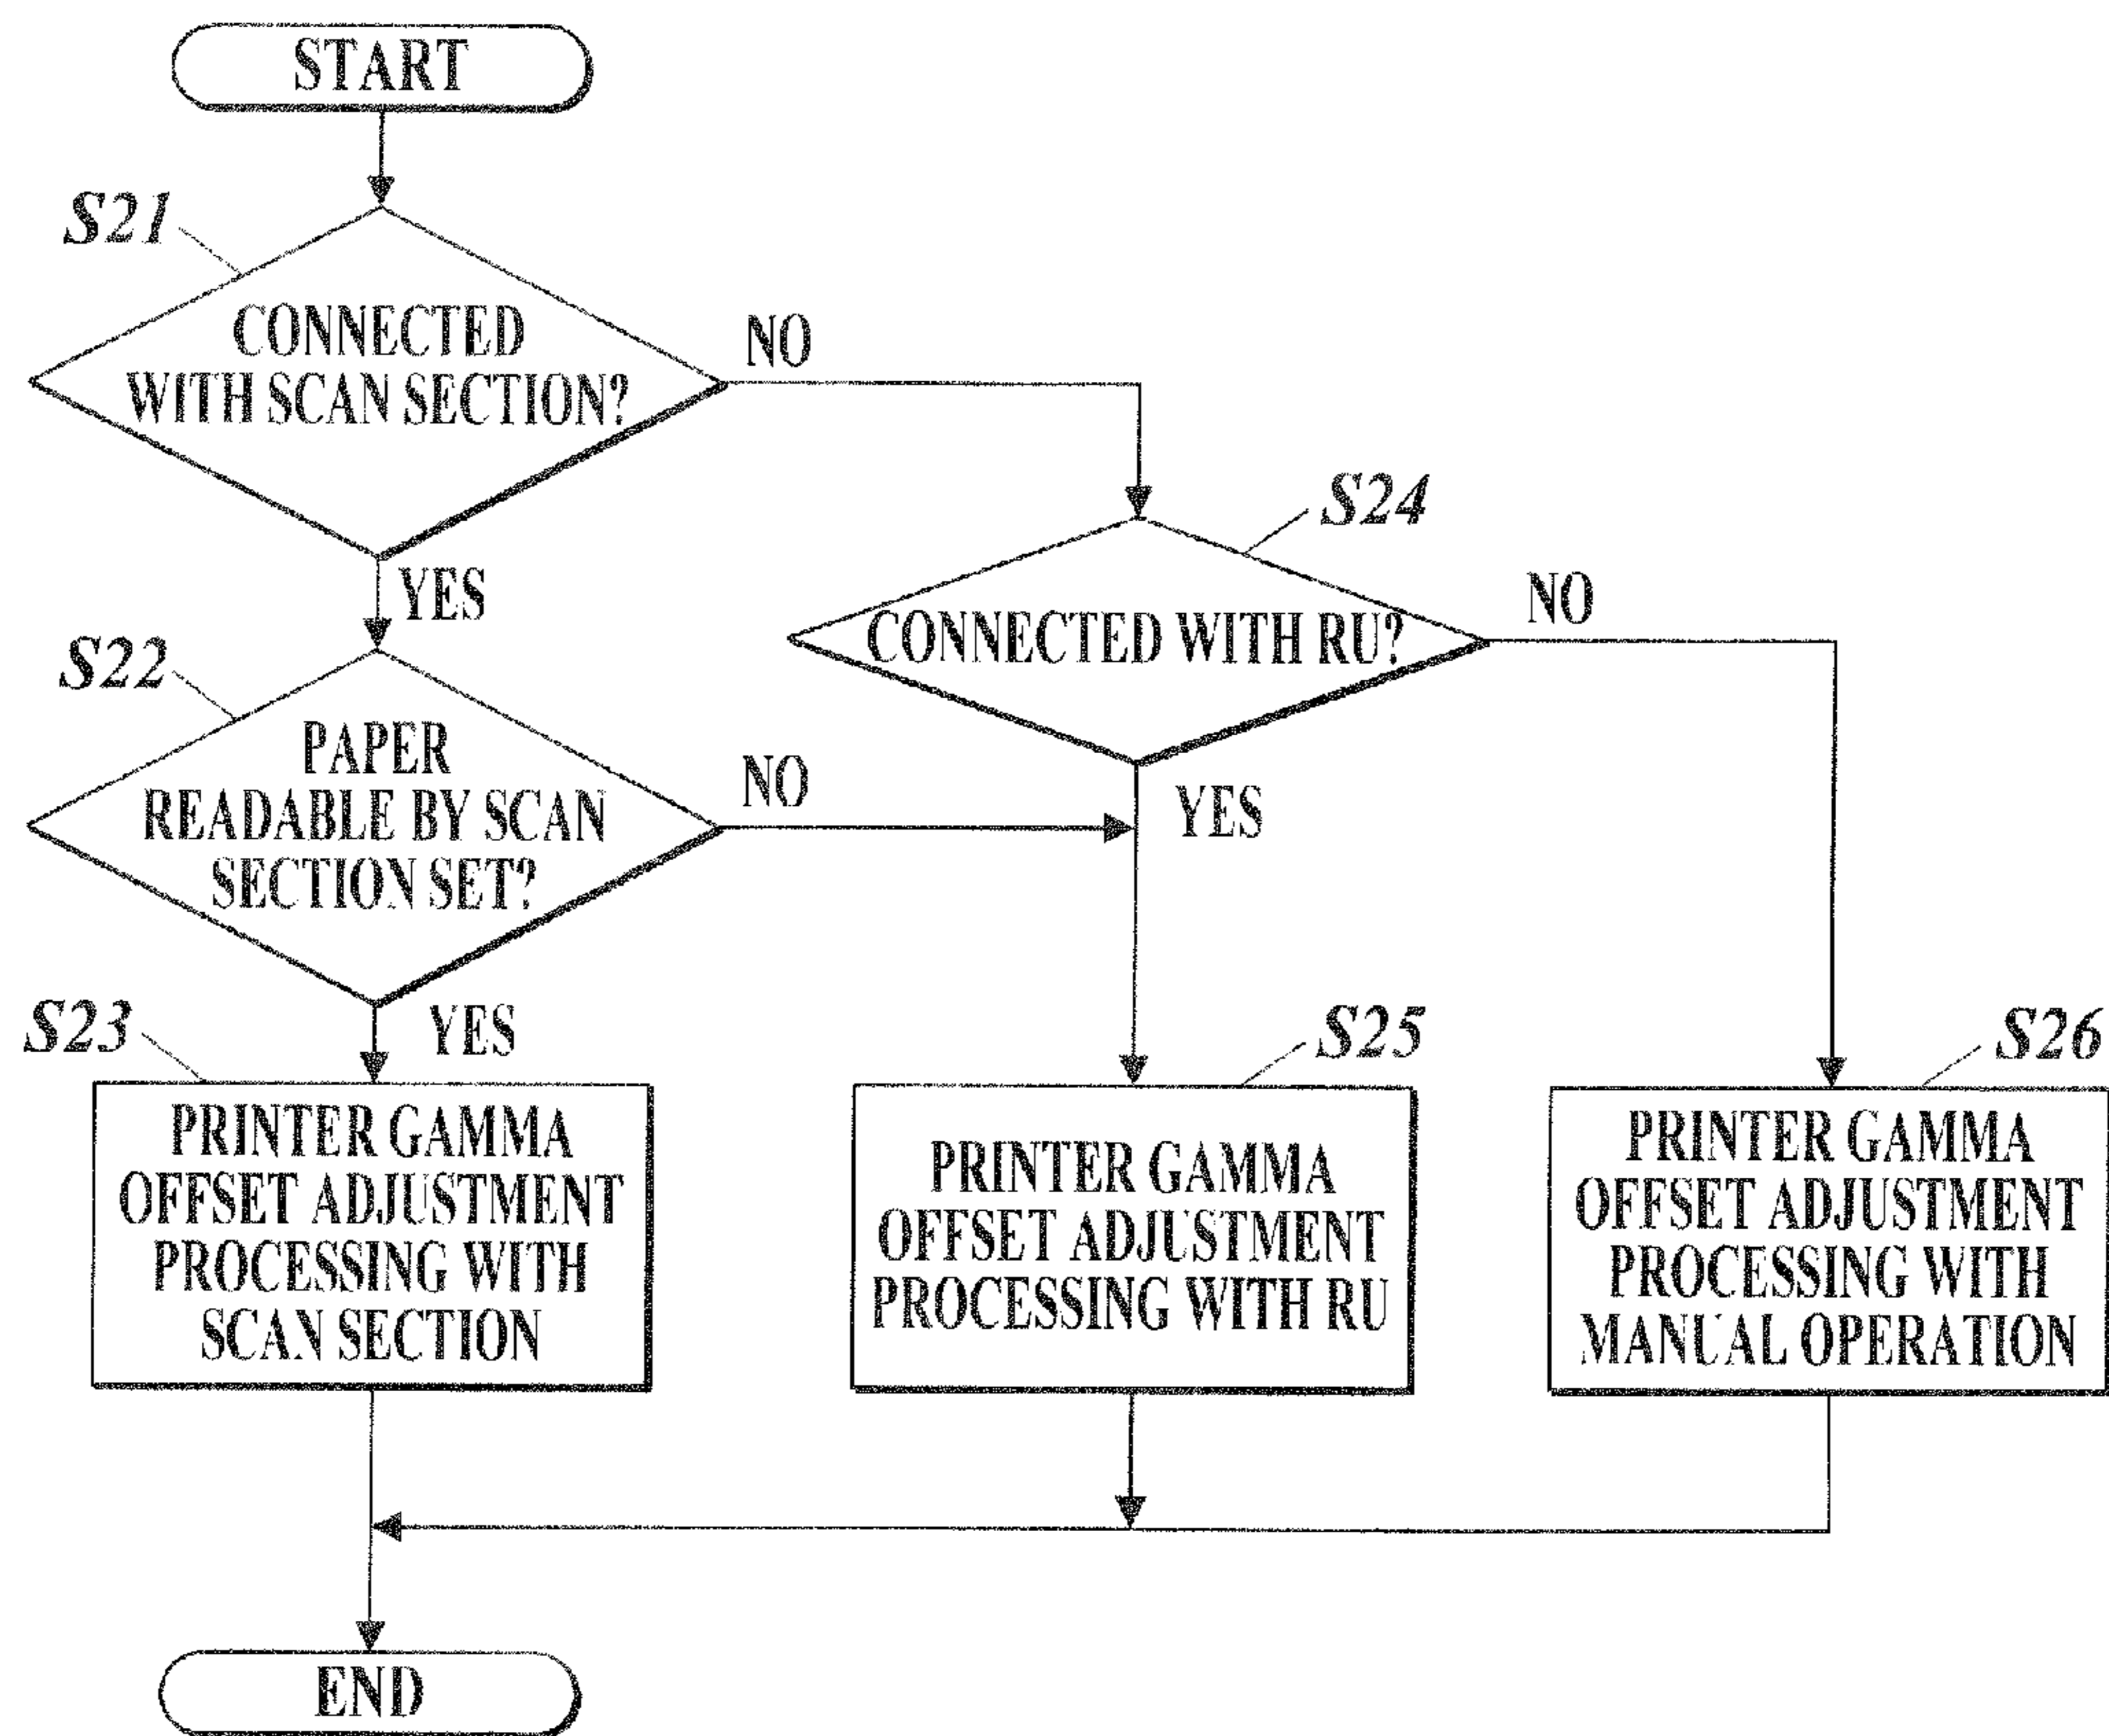 START
S21
CONNECTED
WITH SCAN SECTION?
NO
YES
S24
CONNECTED WITH RU?
NO
YES
S22
PAPER
READABLE BY SCAN
SECTION SET?
NO
YES
S23
PRINTER GAMMA
OFFSET ADJUSTMENT
PROCESSING WITH
SCAN SECTION
S25
PRINTER GAMMA
OFFSET ADJUSTMENT
PROCESSING WITH RU
S26
PRINTER GAMMA
OFFSET ADJUSTMENT
PROCESSING WITH
MANUAL OPERATION
END